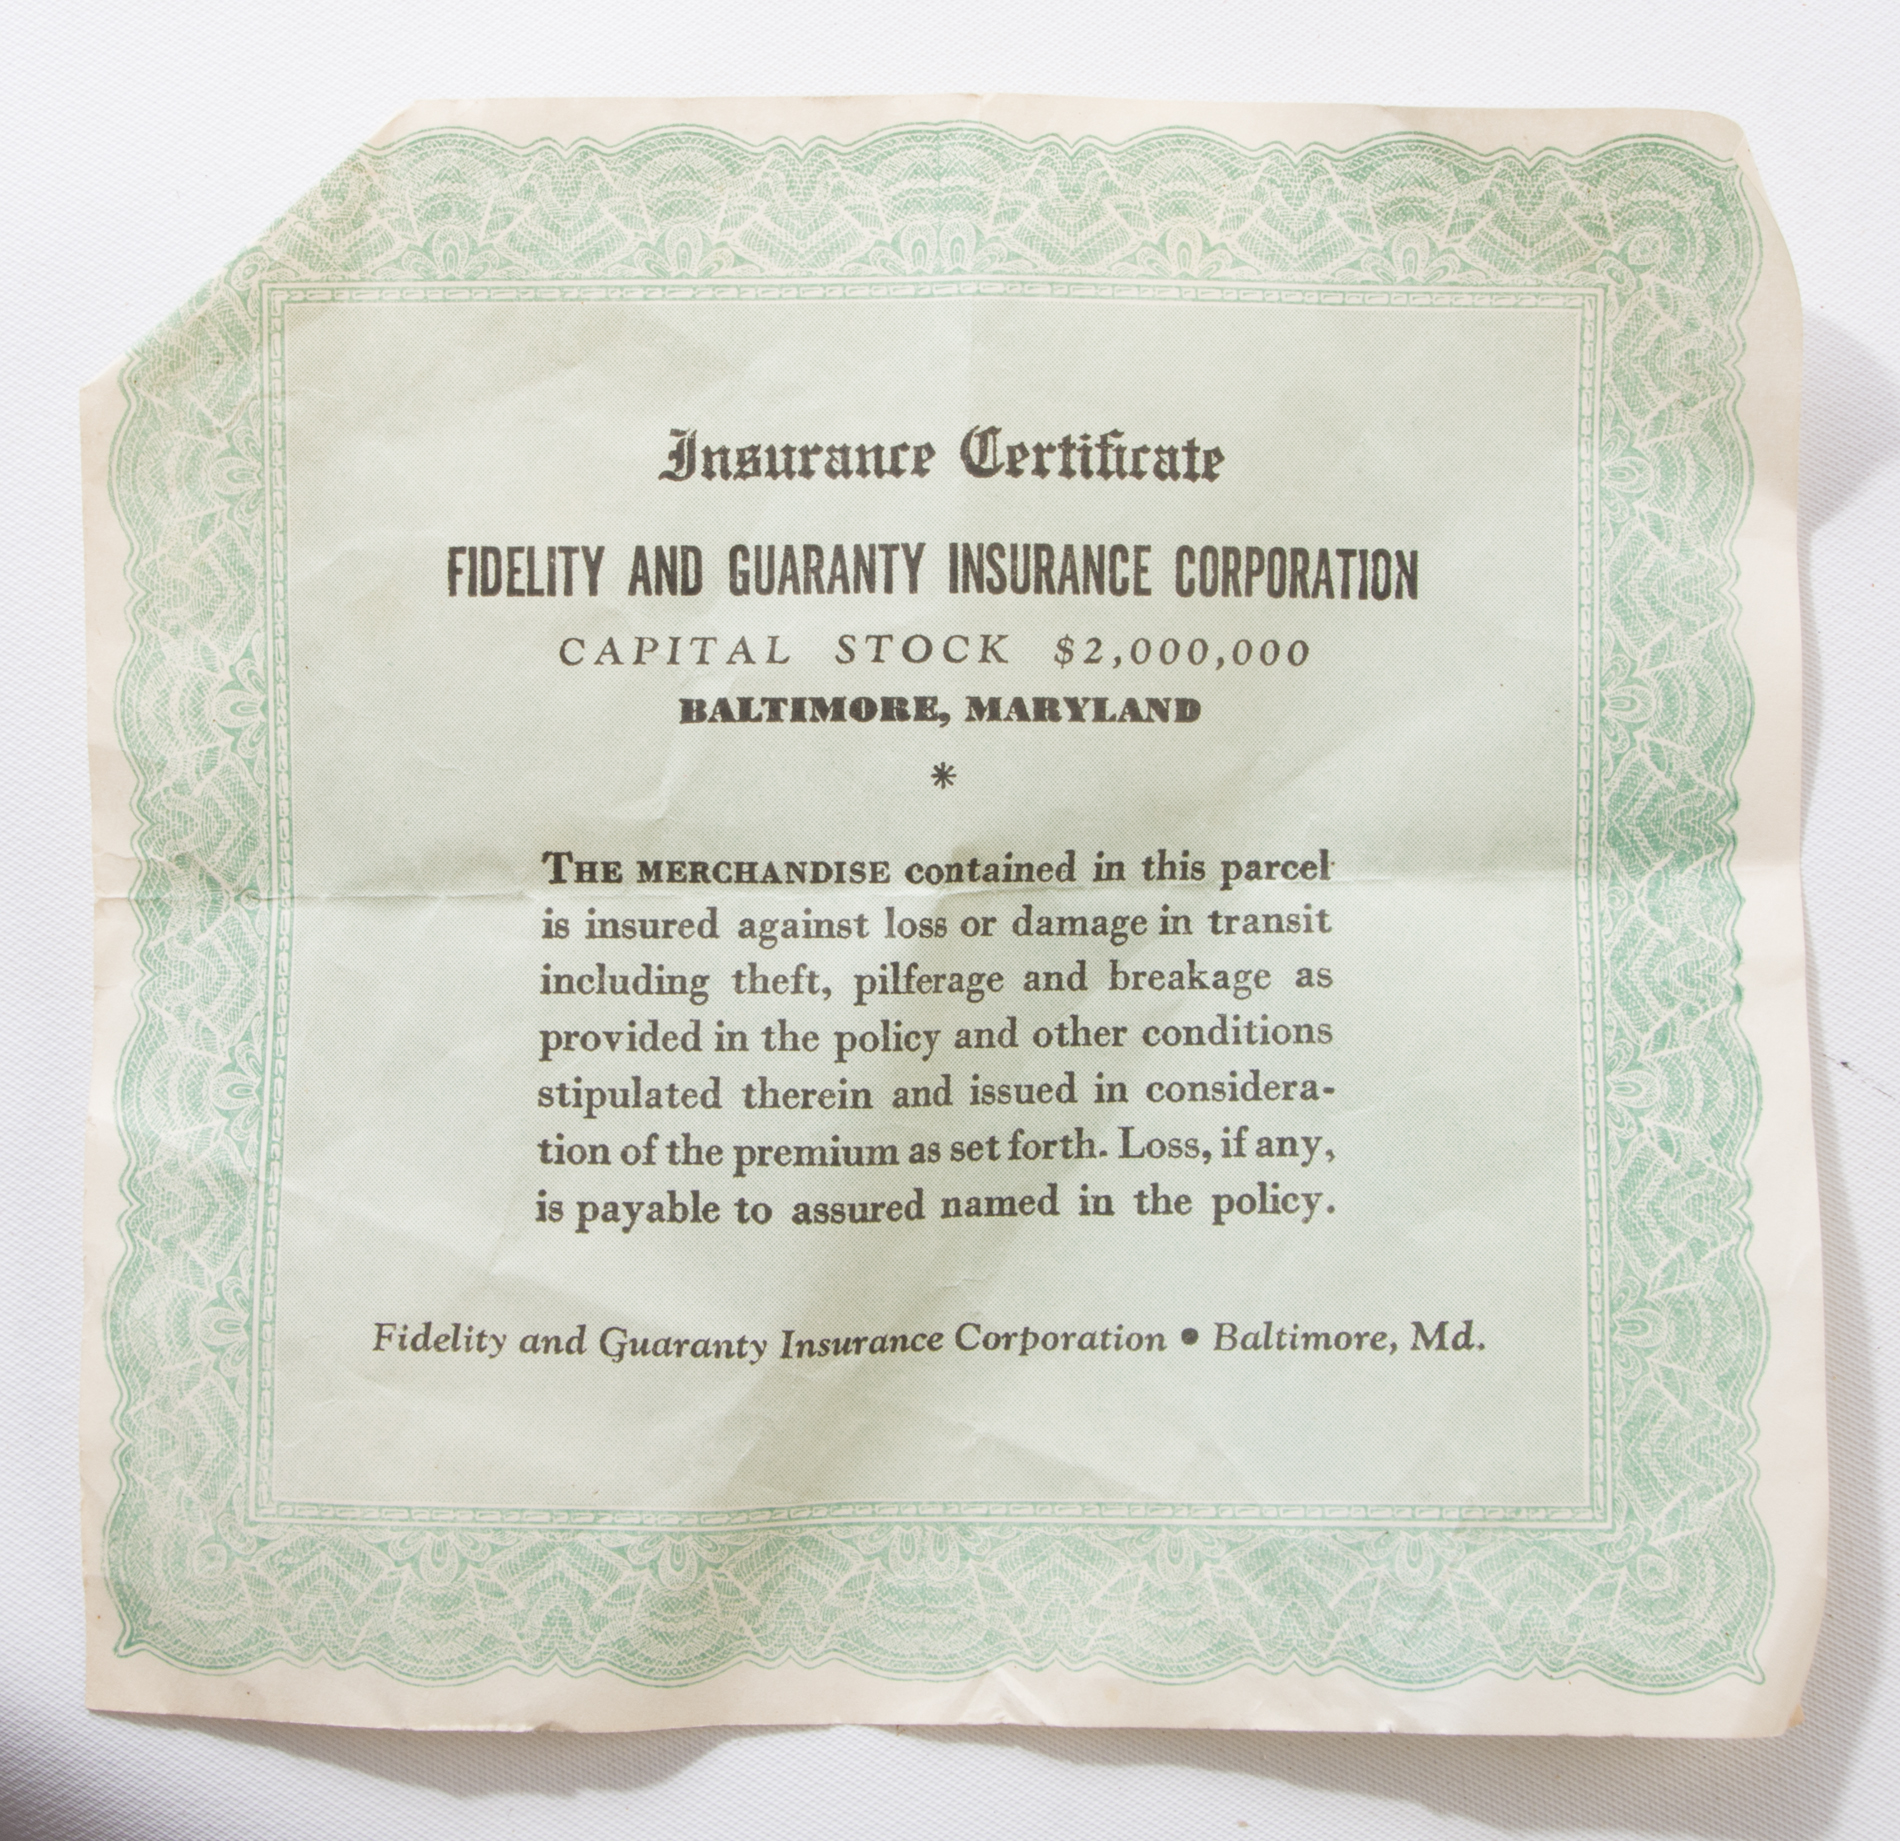 Insurance Certificate
FIDELITY AND GUARANTY INSURANCE CORPORATION
CAPITAL STOCK $2,000,000
BALTIMORE, MARYLAND
*
THE MERCHANDISE contained in this parcel
is insured against loss or damage in transit
including theft, pilferage and breakage as
provided in the policy and other conditions
stipulated therein and issued in considera-
tion of the premium as set forth. Loss, if any,
is payable to assured named in the policy.
Fidelity and Guaranty Insurance Corporation • Baltimore, Md.